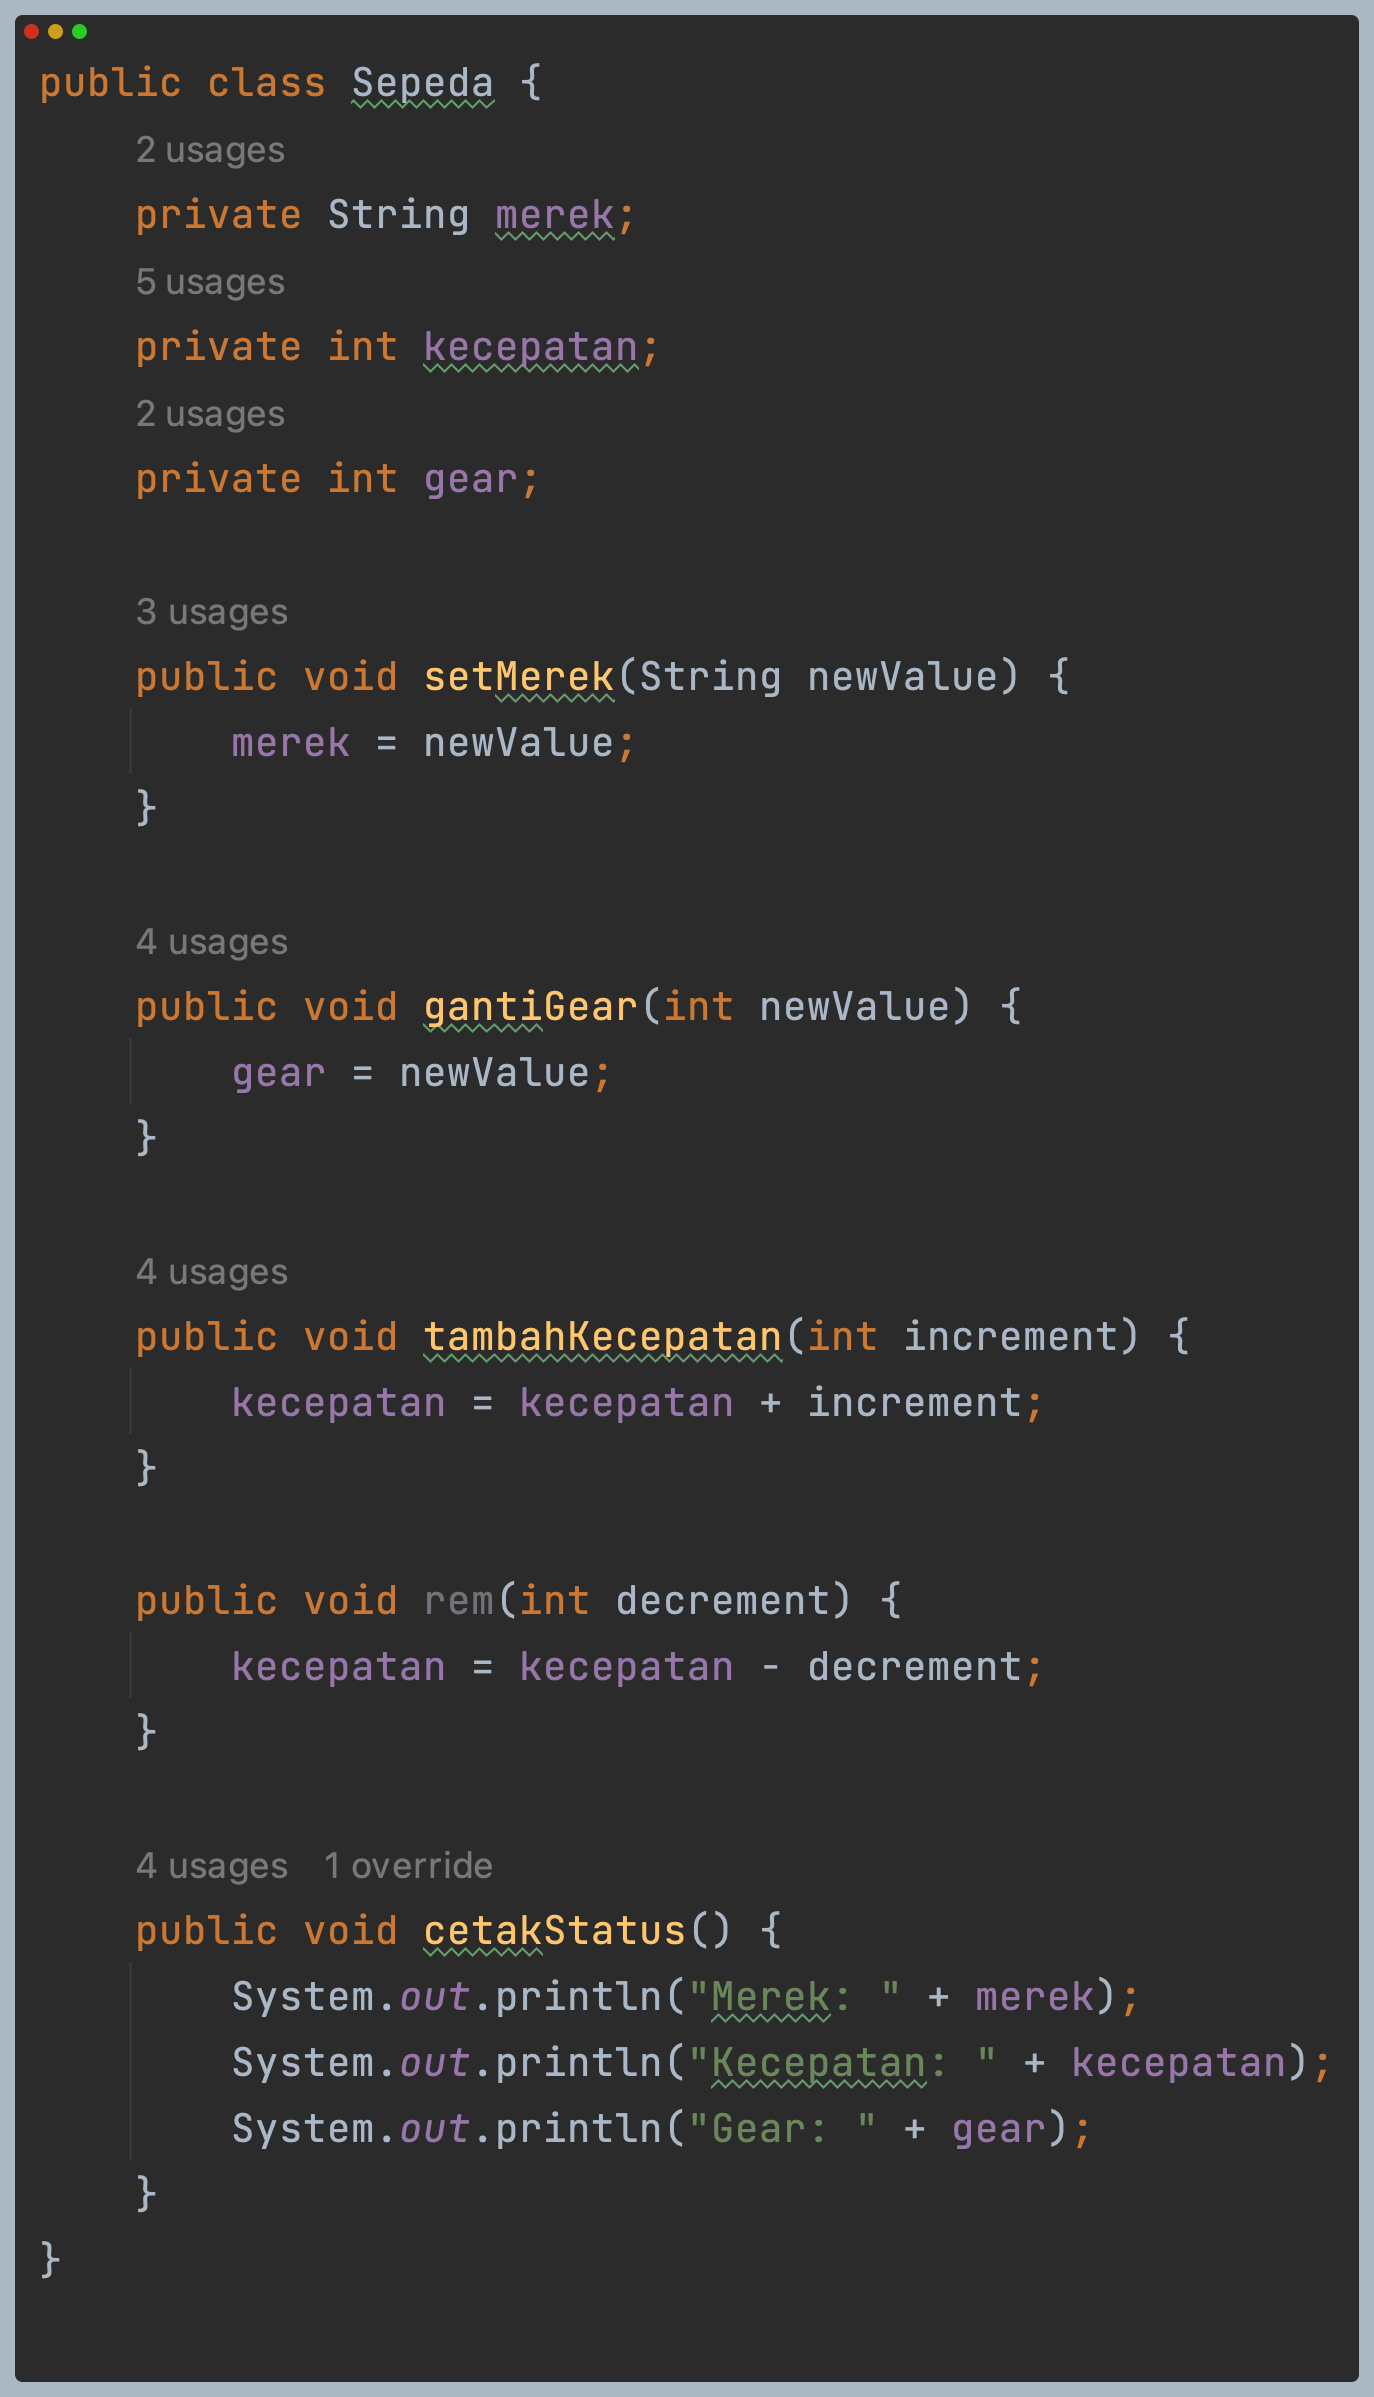 public class Sepeda {
2 usages
private String merek;
5 usages
private int kecepatan;
2 usages
private int gear;
3 usages
public void setMerek(String newValue) {
merek = newValue;
}
4 usages
public void gantiGear(int newValue) {
gear = newValue;
}
4 usages
public void tambahKecepatan(int increment) {
kecepatan = kecepatan + increment;
}
public void rem(int decrement) {
kecepatan = kecepatan - decrement;
}
4 usages 1 override
public void cetakStatus() {
System.out.println("Merek: " + merek);
System.out.println("Kecepatan: " + kecepatan);
System.out.println("Gear: " + gear);
}
}